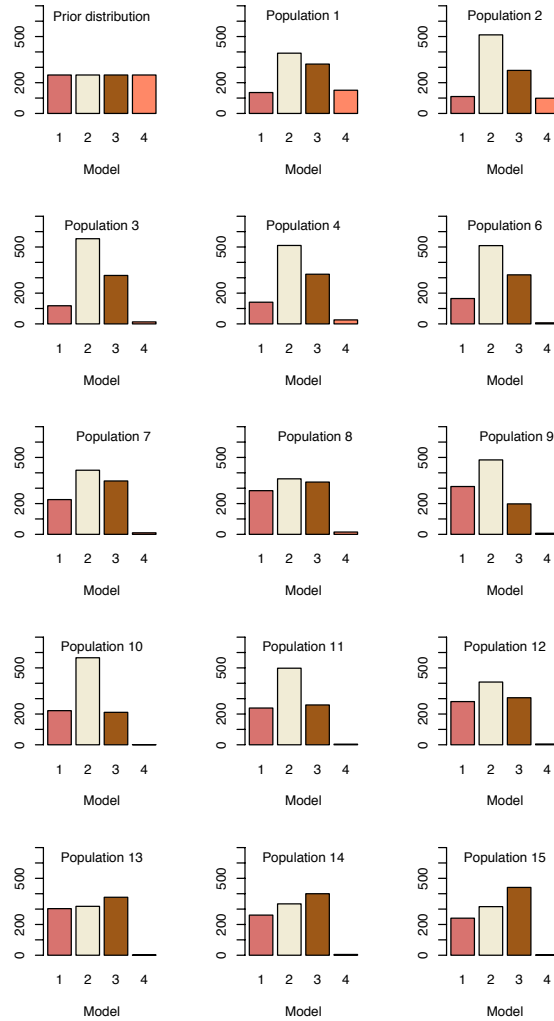 Prior distribution
500
200
0
1 2 3 4
Model
Population 1
500
200
0
1 2 3 4
Model
Population 2
500
200
0
1 2 3 4
Model
Population 3
500
200
0
1 2 3 4
Model
Population 4
500
200
0
1 2 3 4
Model
Population 6
500
200
0
1 2 3 4
Model
Population 7
500
200
0
1 2 3 4
Model
Population 8
500
200
0
1 2 3 4
Model
Population 9
500
200
0
1 2 3 4
Model
Population 10
500
200
0
1 2 3 4
Model
Population 11
500
200
0
1 2 3 4
Model
Population 12
500
200
0
1 2 3 4
Model
Population 13
500
200
0
1 2 3 4
Model
Population 14
500
200
0
1 2 3 4
Model
Population 15
500
200
0
1 2 3 4
Model